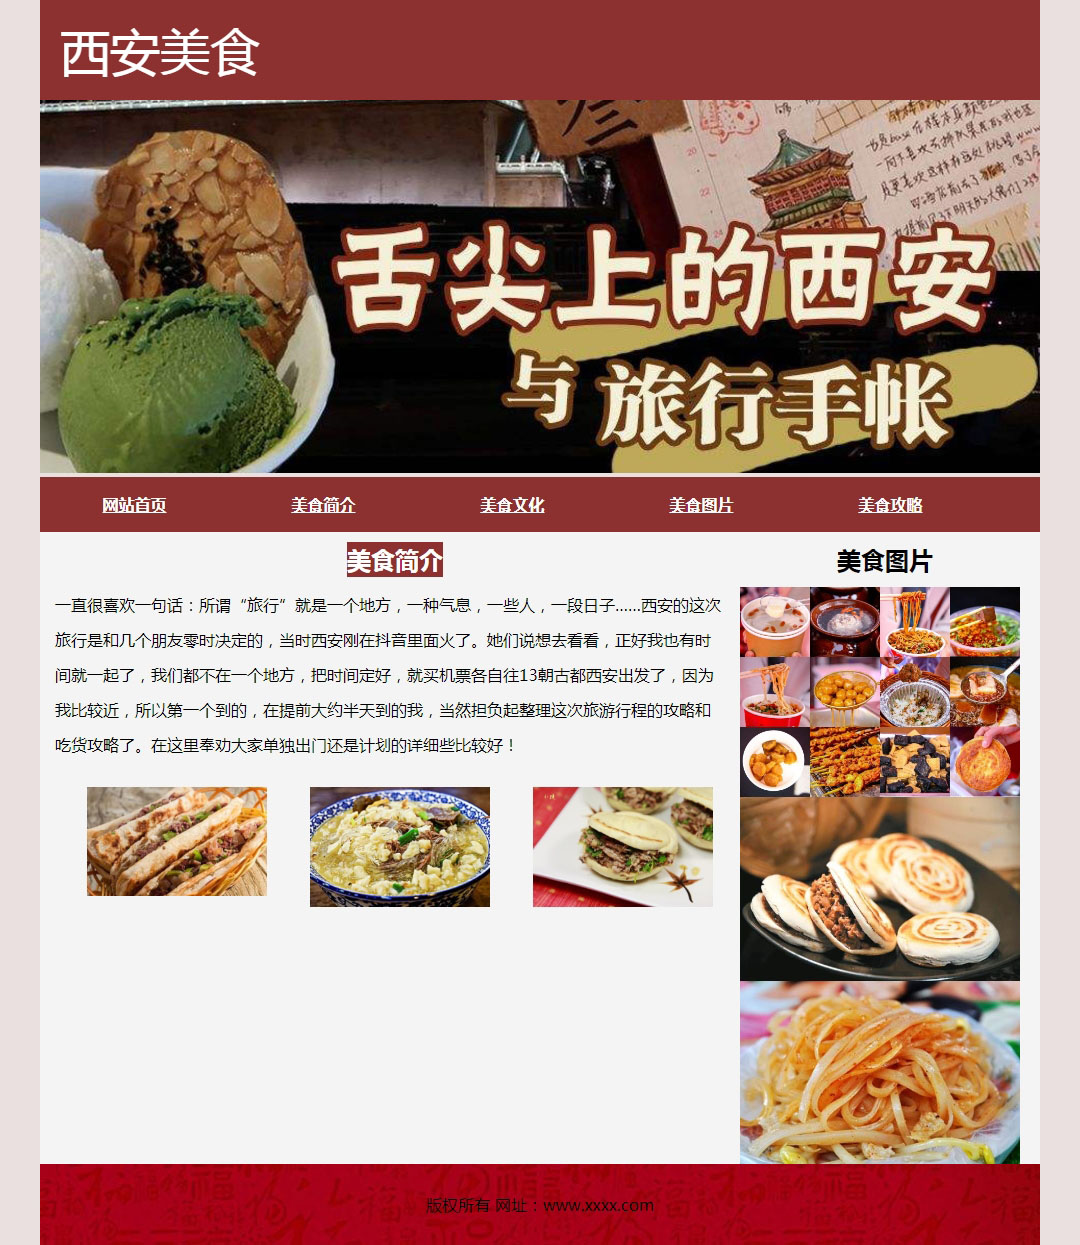 西安美食
舌尖上的西安
与 旅行手帐
网站首页 美食简介 美食文化 美食图片 美食攻略
美食简介
一直很喜欢一句话：所谓“旅行”就是一个地方，一种气息，一些人，一段日子......西安的这次
旅行是和几个朋友零时决定的，当时西安刚在抖音里面火了。她们说想去看看，正好我也有时
间就一起了，我们都不在一个地方，把时间定好，就买机票各自往13朝古都西安出发了，因为
我比较近，所以第一个到的，在提前大约半天到的我，当然担负起整理这次旅游行程的攻略和
吃货攻略了。在这里奉劝大家单独出门还是计划的详细些比较好！
美食图片
版权所有 网址：www.xxxx.com